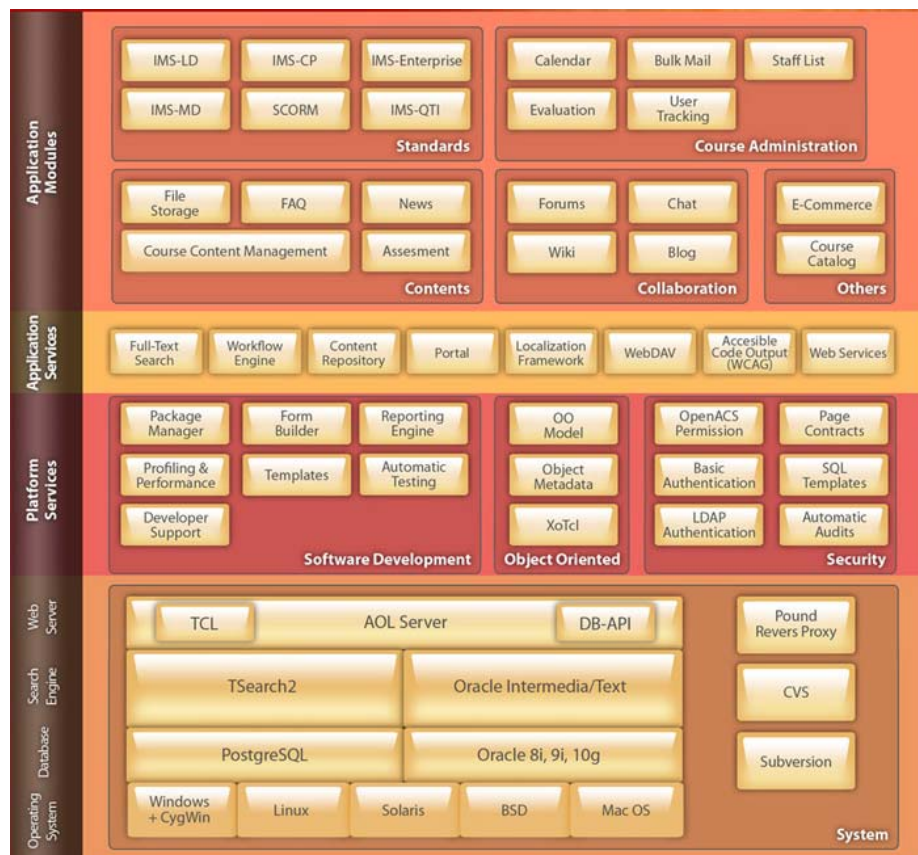 Application
Modules
IMS-LD
IMS-CP
IMS-Enterprise
IMS-MD
SCORM
IMS-QTI
Standards
Calendar
Bulk Mail
Staff List
Evaluation
User
Tracking
Course Administration
File
Storage
FAQ
News
Course Content Management
Assesment
Contents
Forums
Chat
Wiki
Blog
Collaboration
E-Commerce
Course
Catalog
Others
Application
Services
Full-Text
Search
Workflow
Engine
Content
Repository
Portal
Localization
Framework
WebDAV
Accesible
Code Output
(WCAG)
Web Services
Platform
Services
Package
Manager
Form
Builder
Reporting
Engine
Profiling &
Performance
Templates
Automatic
Testing
Developer
Support
Software Development
OO
Model
Object
Metadata
XoTcl
Object Oriented
OpenACS
Permission
Page
Contracts
Basic
Authentication
SQL
Templates
LDAP
Authentication
Automatic
Audits
Security
Web
Server
TCL
AOL Server
DB-API
Pound
Revers Proxy
Search
Engine
TSearch2
Oracle Intermedia/Text
CVS
Database
PostgreSQL
Oracle 8i, 9i, 10g
Subversion
Operating
System
Windows
+ CygWin
Linux
Solaris
BSD
Mac OS
System